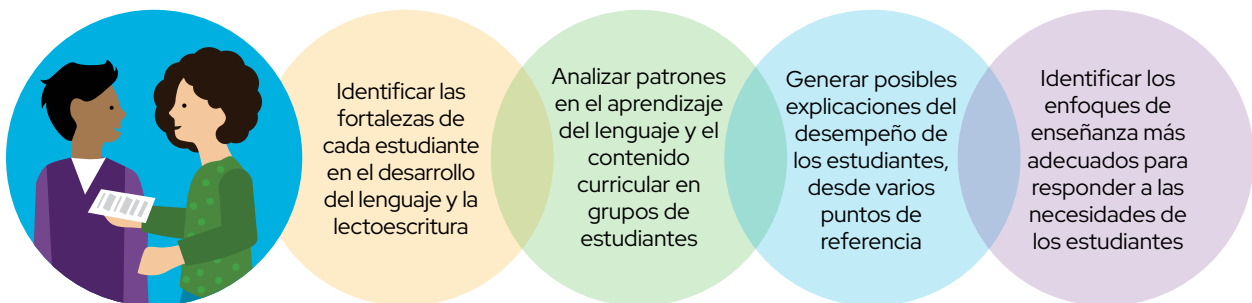 Identificar las
fortalezas de
cada estudiante
en el desarrollo
del lenguaje y la
lectoescritura
Analizar patrones
en el aprendizaje
del lenguaje y el
contenido
curricular en
grupos de
estudiantes
Generar posibles
explicaciones del
desempeño de
los estudiantes,
desde varios
puntos de
referencia
Identificar los
enfoques de
enseñanza más
adecuados para
responder a las
necesidades de
los estudiantes